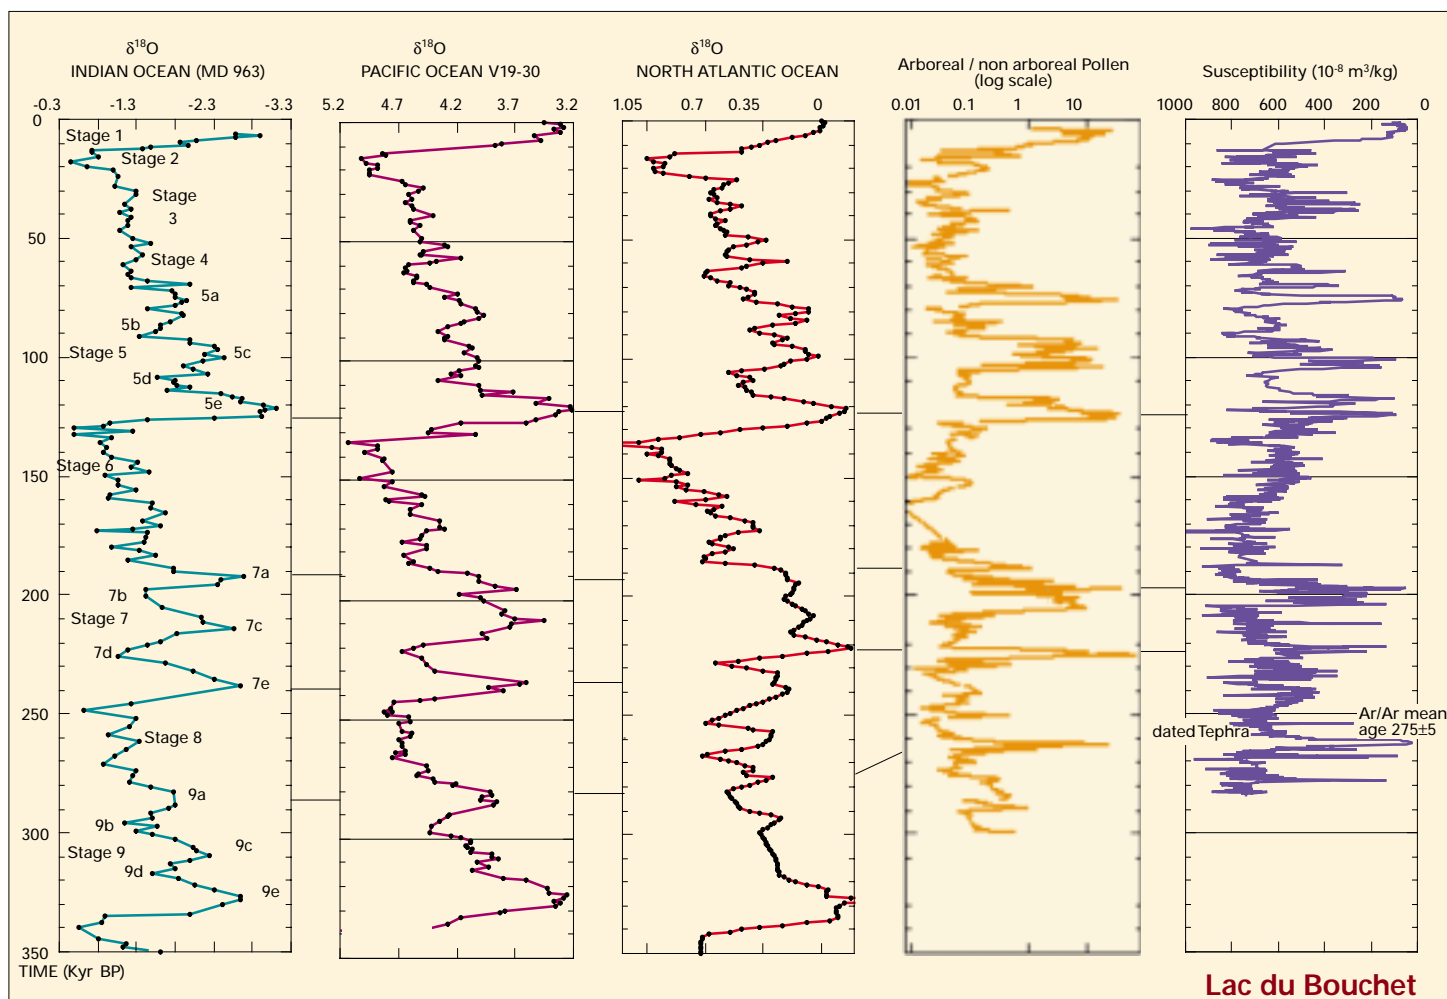 δ18O
INDIAN OCEAN (MD 963)
-0.3 -1.3 -2.3 -3.3
δ18O
PACIFIC OCEAN V19-30
5.2 4.7 4.2 3.7 3.2
δ18O
NORTH ATLANTIC OCEAN
1.05 0.7 0.35 0
Arboreal / non arboreal Pollen
(log scale)
0.01 0.1 1 10
Susceptibility (10-8 m3/kg)
1000 800 600 400 200 0
0
50
100
150
200
250
300
350
TIME (Kyr BP)
Stage 1
Stage 2
Stage
3
Stage 4
5a
5b
Stage 5
5c
5d
5e
Stage 6
7a
7b
Stage 7
7c
7d
7e
Stage 8
9a
9b
Stage 9
9c
9d
9e
dated Tephra
Ar/Ar mean
age 275±5
Lac du Bouchet